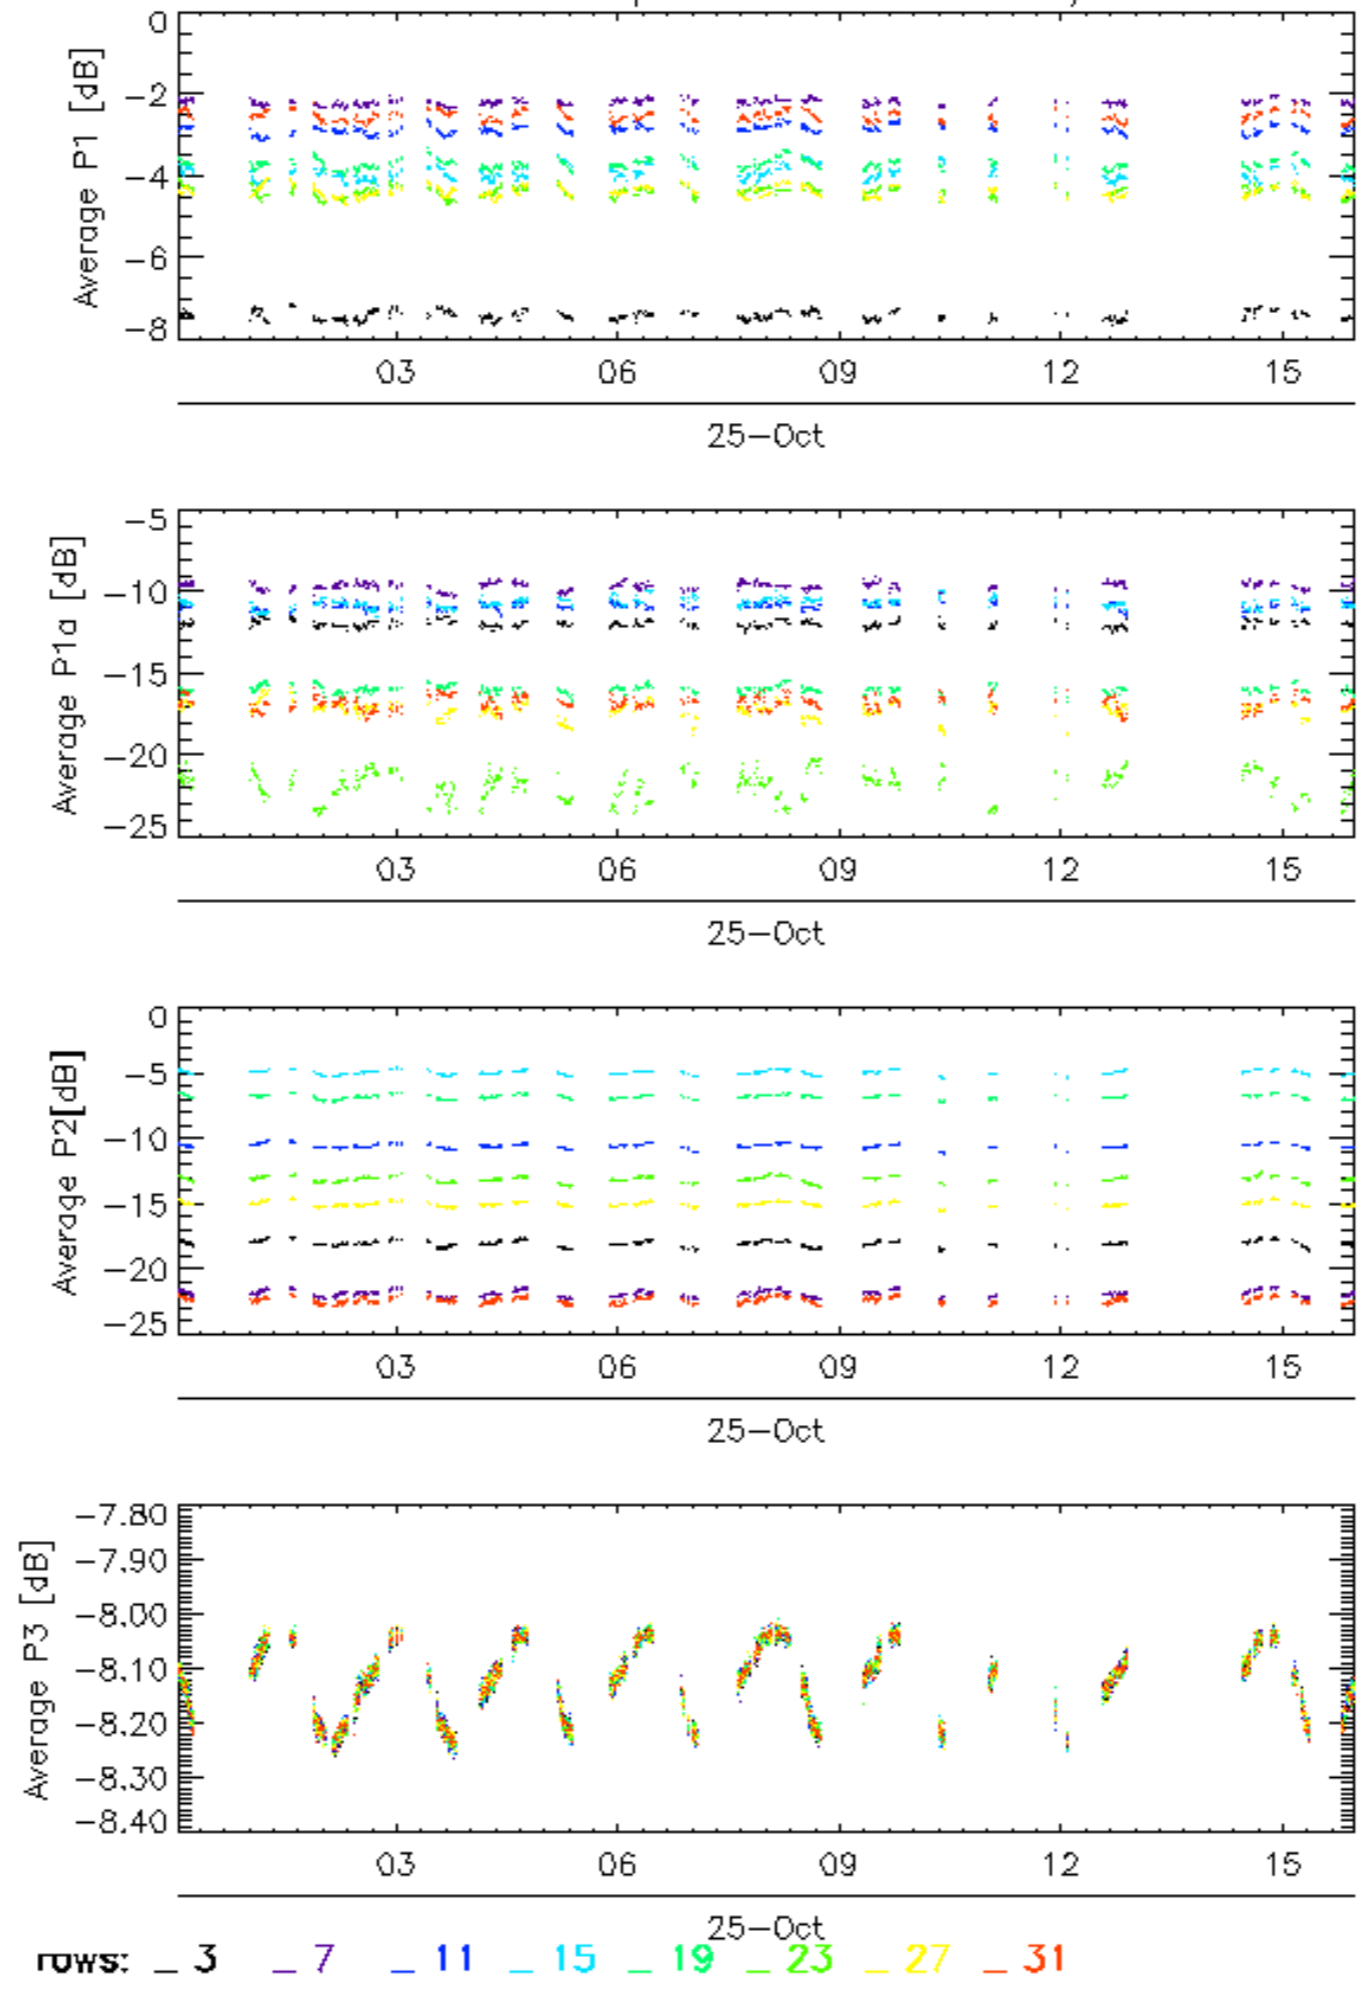 0
−2
−4
−6
−8
Average P1 [dB]
03 06 09 12 15
25−Oct
−5
−10
−15
−20
−25
Average P1a [dB]
03 06 09 12 15
25−Oct
0
−5
−10
−15
−20
−25
Average P2[dB]
03 06 09 12 15
25−Oct
−7.80
−7.90
−8.00
−8.10
−8.20
−8.30
−8.40
Average P3 [dB]
03 06 09 12 15
25−Oct
rows: _ 3 _ 7 _ 11 _ 15 _ 19 _ 23 _ 27 _ 31